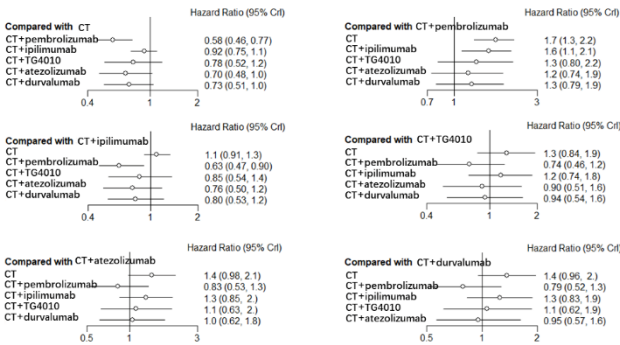 Hazard Ratio (95% CrI)
Compared with CT
CT+pembrolizumab 0.58 (0.46, 0.77)
CT+ipilimumab 0.92 (0.75, 1.1)
CT+TG4010 0.78 (0.52, 1.2)
CT+atezolizumab 0.70 (0.48, 1.0)
CT+durvalumab 0.73 (0.51, 1.0)
0.4 1 2
Hazard Ratio (95% CrI)
Compared with CT+pembrolizumab
CT 1.7 (1.3, 2.2)
CT+ipilimumab 1.6 (1.1, 2.1)
CT+TG4010 1.3 (0.80, 2.2)
CT+atezolizumab 1.2 (0.74, 1.9)
CT+durvalumab 1.3 (0.79, 1.9)
0.7 1 3
Hazard Ratio (95% CrI)
Compared with CT+ipilimumab
CT 1.1 (0.91, 1.3)
CT+pembrolizumab 0.63 (0.47, 0.90)
CT+TG4010 0.85 (0.54, 1.4)
CT+atezolizumab 0.76 (0.50, 1.2)
CT+durvalumab 0.80 (0.53, 1.2)
0.4 1 2
Hazard Ratio (95% CrI)
Compared with CT+TG4010
CT 1.3 (0.84, 1.9)
CT+pembrolizumab 0.74 (0.46, 1.2)
CT+ipilimumab 1.2 (0.74, 1.8)
CT+atezolizumab 0.90 (0.51, 1.6)
CT+durvalumab 0.94 (0.54, 1.6)
0.4 1 2
Hazard Ratio (95% CrI)
Compared with CT+atezolizumab
CT 1.4 (0.98, 2.1)
CT+pembrolizumab 0.83 (0.53, 1.3)
CT+ipilimumab 1.3 (0.85, 2.)
CT+TG4010 1.1 (0.63, 2.)
CT+durvalumab 1.0 (0.62, 1.8)
0.5 1 3
Hazard Ratio (95% CrI)
Compared with CT+durvalumab
CT 1.4 (0.96, 2.)
CT+pembrolizumab 0.79 (0.52, 1.3)
CT+ipilimumab 1.3 (0.83, 1.9)
CT+TG4010 1.1 (0.62, 1.9)
CT+atezolizumab 0.95 (0.57, 1.6)
0.5 1 2